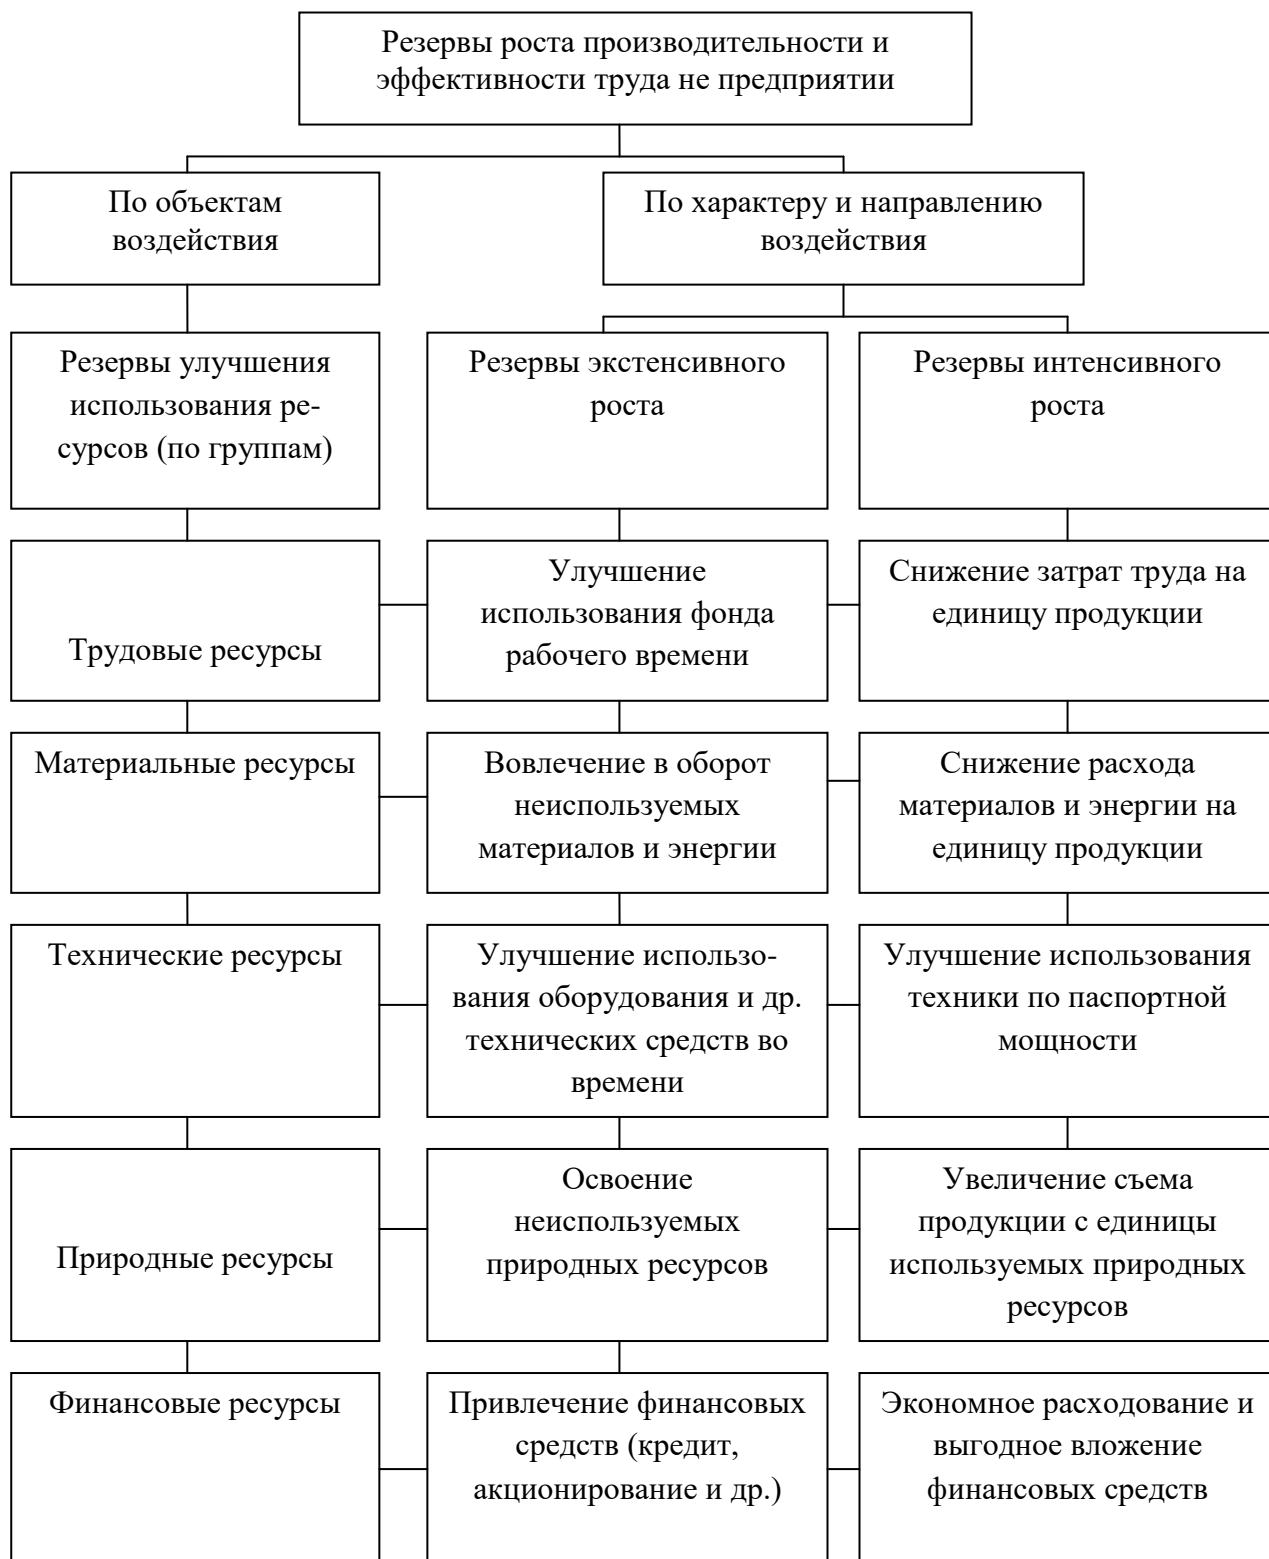 Резервы роста производительности и
эффективности труда не предприятии
По объектам
воздействия
По характеру и направлению
воздействия
Резервы улучшения
использования ре-
сурсов (по группам)
Резервы экстенсивного
роста
Резервы интенсивного
роста
Трудовые ресурсы
Улучшение
использования фонда
рабочего времени
Снижение затрат труда на
единицу продукции
Материальные ресурсы
Вовлечение в оборот
неиспользуемых
материалов и энергии
Снижение расхода
материалов и энергии на
единицу продукции
Технические ресурсы
Улучшение использо-
вания оборудования и др.
технических средств во
времени
Улучшение использования
техники по паспортной
мощности
Природные ресурсы
Освоение
неиспользуемых
природных ресурсов
Увеличение съема
продукции с единицы
используемых природных
ресурсов
Финансовые ресурсы
Привлечение финансовых
средств (кредит,
акционирование и др.)
Экономное расходование и
выгодное вложение
финансовых средств